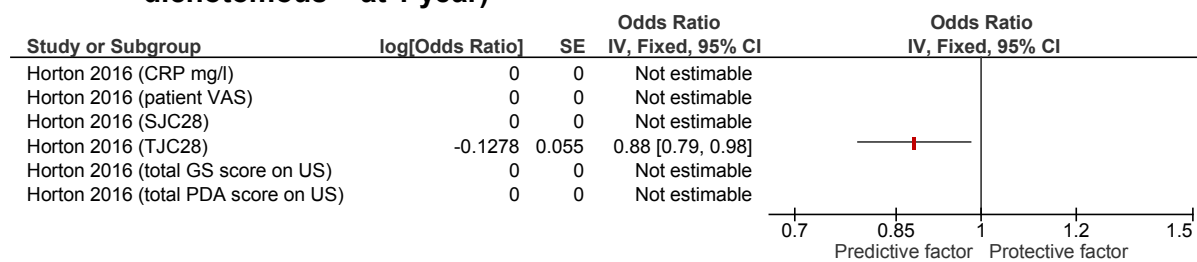 Odds Ratio Odds Ratio
Study or Subgroup log[Odds Ratio] SE IV, Fixed, 95% CI IV, Fixed, 95% CI
Horton 2016 (CRP mg/l) 0 0 Not estimable
Horton 2016 (patient VAS) 0 0 Not estimable
Horton 2016 (SJC28) 0 0 Not estimable
Horton 2016 (TJC28) -0.1278 0.055 0.88 [0.79, 0.98]
Horton 2016 (total GS score on US) 0 0 Not estimable
Horton 2016 (total PDA score on US) 0 0 Not estimable
0.7 0.85 1 1.2 1.5
Predictive factor Protective factor